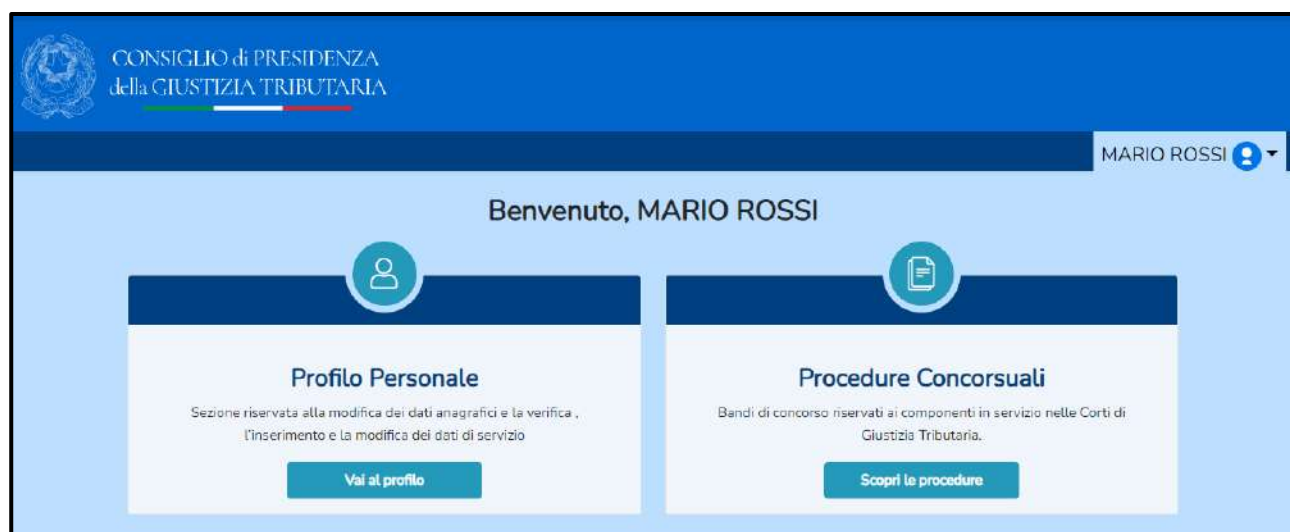 CONSIGLIO di PRESIDENZA
della GIUSTIZIA TRIBUTARIA
MARIO ROSSI
Benvenuto, MARIO ROSSI
Profilo Personale
Sezione riservata alla modifica dei dati anagrafici e la verifica ,
l'inserimento e la modifica dei dati di servizio
Vai al profilo
Procedure Concorsuali
Bandi di concorso riservati ai componenti in servizio nelle Corti di
Giustizia Tributaria.
Scopri le procedure